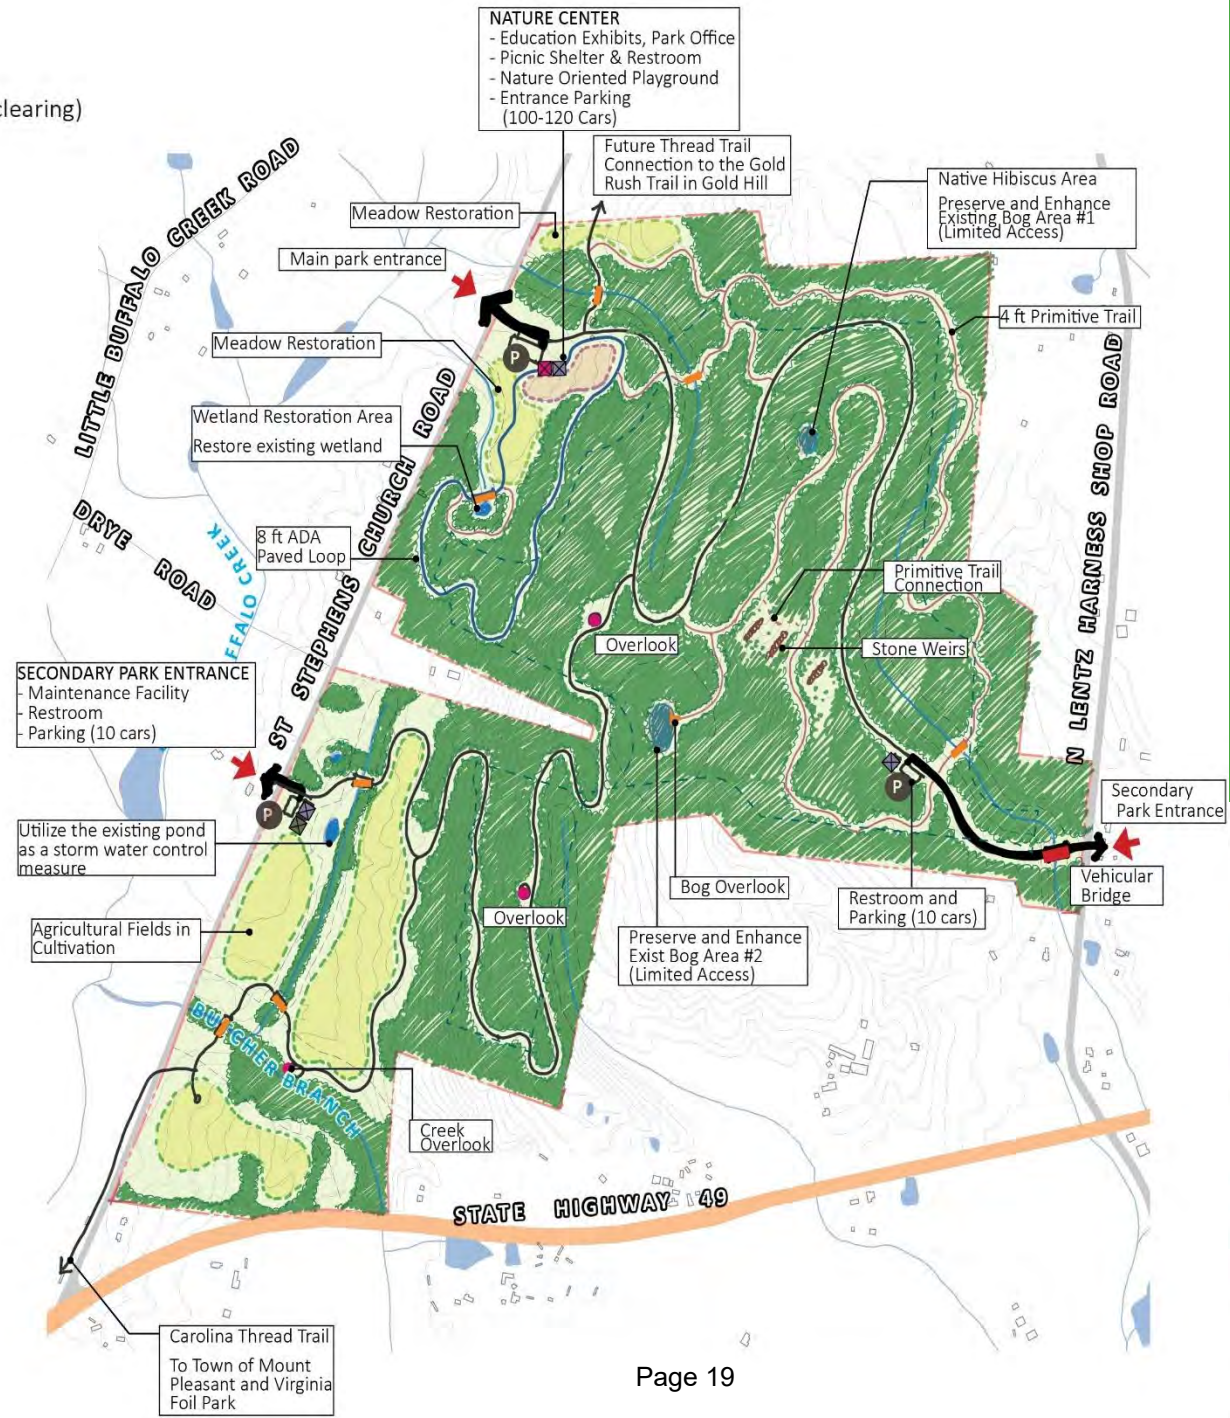 NATURE CENTER
- Education Exhibits, Park Office
- Picnic Shelter & Restroom
- Nature Oriented Playground
- Entrance Parking
(100-120 Cars)
clearing)
Future Thread Trail
Connection to the Gold
Rush Trail in Gold Hill
Native Hibiscus Area
Preserve and Enhance
Existing Bog Area #1
(Limited Access)
LITTLE BUFFALO CREEK ROAD
Meadow Restoration
Main park entrance
4 ft Primitive Trail
Meadow Restoration
P
Wetland Restoration Area
Restore existing wetland
ST STEPHENS CHURCH ROAD
N LENTZ HARNESS SHOP ROAD
DRYE ROAD
FFALO CREEK
8 ft ADA
Paved Loop
Primitive Trail
Connection
Overlook
Stone Weirs
SECONDARY PARK ENTRANCE
- Maintenance Facility
- Restroom
- Parking (10 cars)
P
P
Secondary
Park Entrance
Utilize the existing pond
as a storm water control
measure
Vehicular
Bridge
Bog Overlook
Restroom and
Parking (10 cars)
Overlook
Agricultural Fields in
Cultivation
Preserve and Enhance
Exist Bog Area #2
(Limited Access)
BUTCHER BRANCH
Creek
Overlook
STATE HIGHWAY 49
Carolina Thread Trail
To Town of Mount
Pleasant and Virginia
Foil Park
Page 19